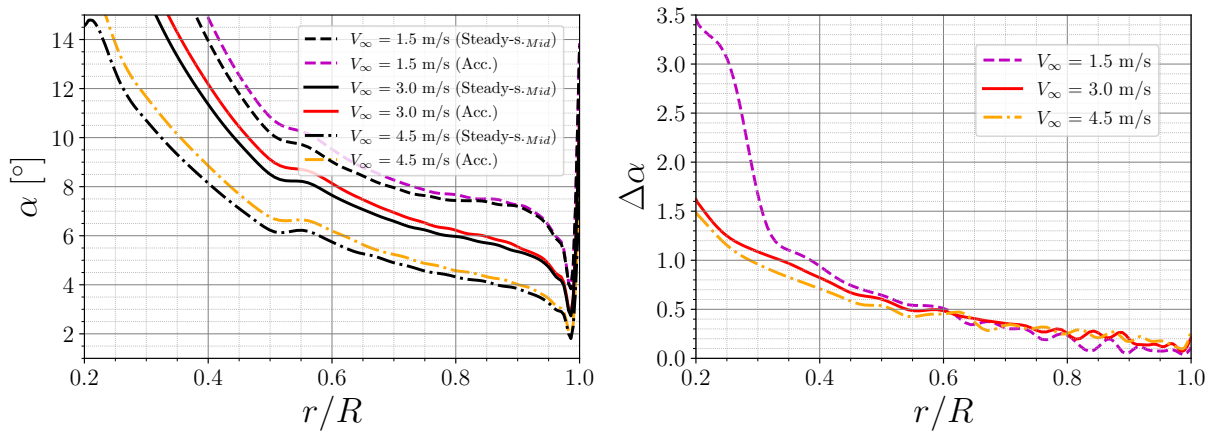 14
12
10
8
6
4
2
α [°]
0.2
0.4
0.6
0.8
1.0
r/R
V∞ = 1.5 m/s (Steady-s.Mid)
V∞ = 1.5 m/s (Acc.)
V∞ = 3.0 m/s (Steady-s.Mid)
V∞ = 3.0 m/s (Acc.)
V∞ = 4.5 m/s (Steady-s.Mid)
V∞ = 4.5 m/s (Acc.)
3.5
3.0
2.5
2.0
1.5
1.0
0.5
0.0
Δα
0.2
0.4
0.6
0.8
1.0
r/R
V∞ = 1.5 m/s
V∞ = 3.0 m/s
V∞ = 4.5 m/s